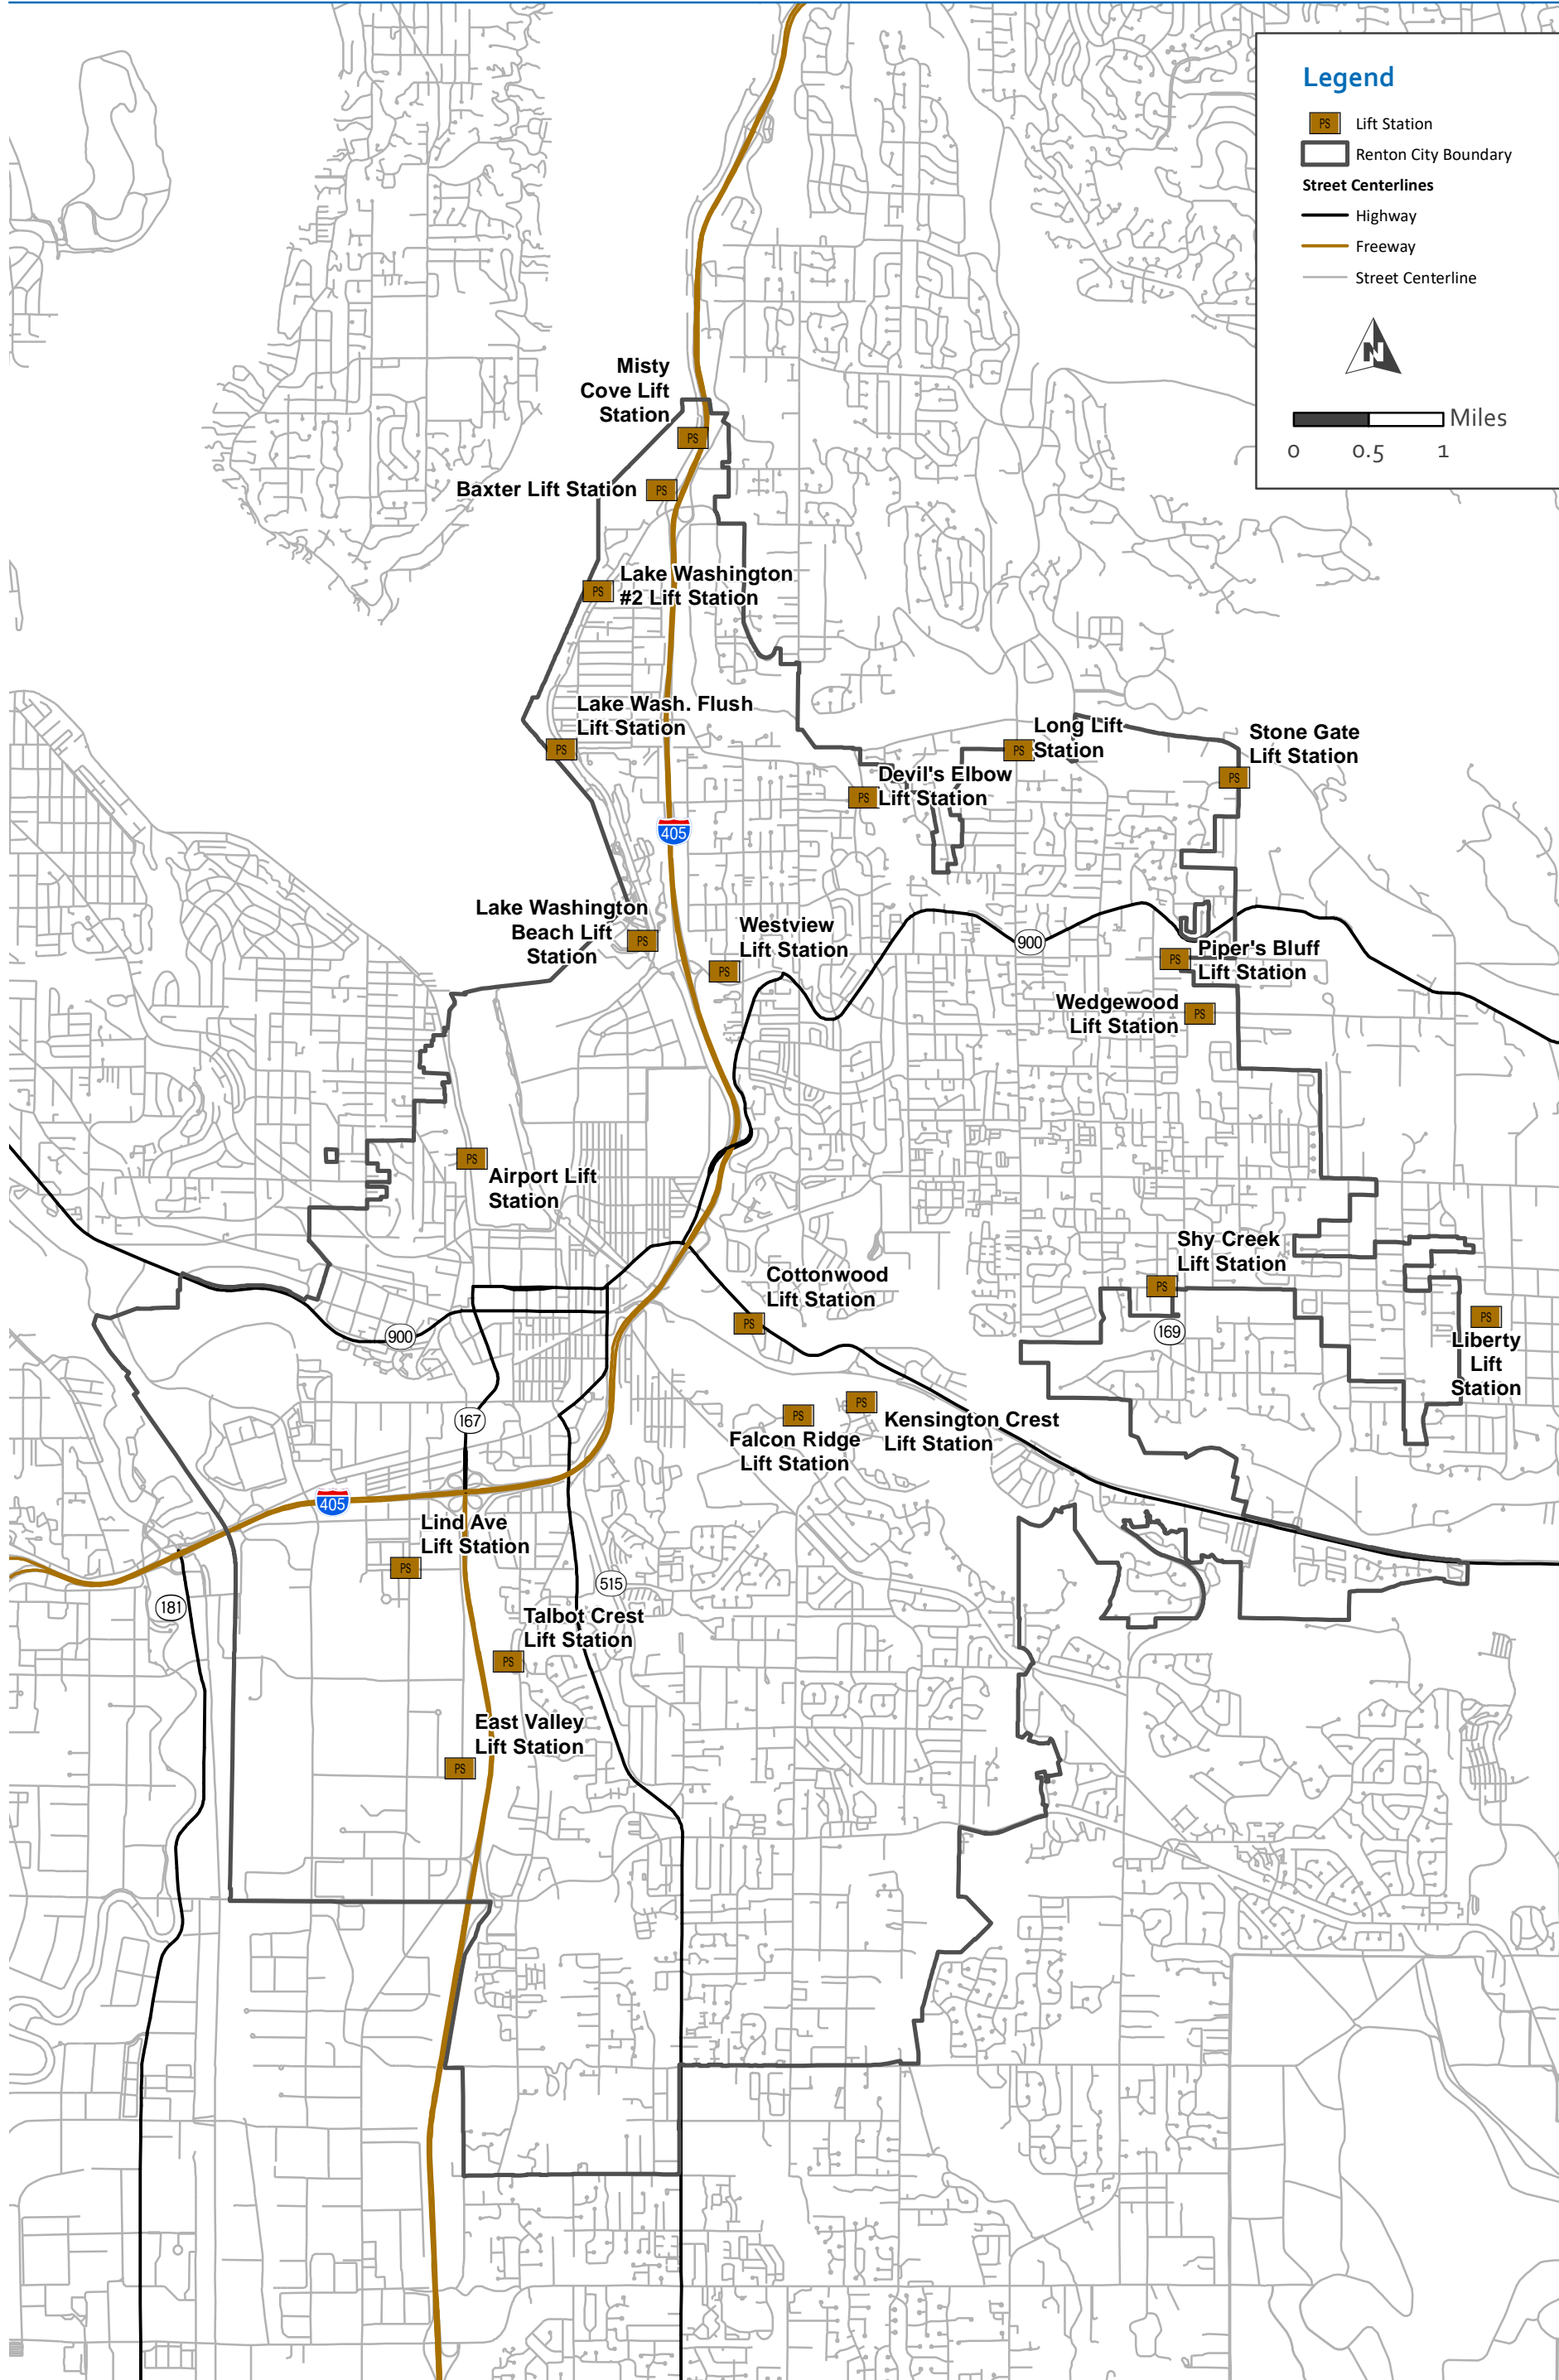 Legend
PS Lift Station
Renton City Boundary
Street Centerlines
Highway
Freeway
Street Centerline
N
Miles
0 0.5 1
Misty
Cove Lift
Station
PS
Baxter Lift Station
PS
Lake Washington
#2 Lift Station
PS
Lake Wash. Flush
Lift Station
PS
Long Lift
Station
PS
Stone Gate
Lift Station
PS
Devil's Elbow
Lift Station
PS
405
Lake Washington
Beach Lift
Station
PS
Westview
Lift Station
PS
900
Piper's Bluff
Lift Station
PS
Wedgewood
Lift Station
PS
Airport Lift
Station
PS
Shy Creek
Lift Station
PS
Cottonwood
Lift Station
PS
900
169
Liberty
Lift
Station
PS
167
Falcon Ridge
Lift Station
PS
Kensington Crest
Lift Station
PS
405
Lind Ave
Lift Station
PS
515
181
Talbot Crest
Lift Station
PS
East Valley
Lift Station
PS